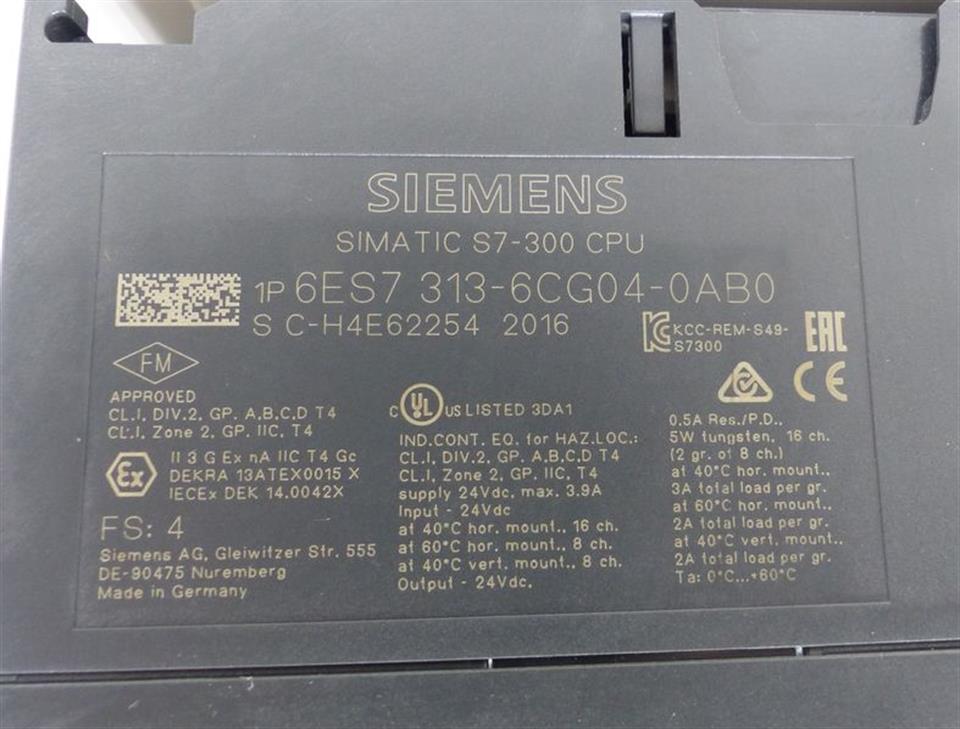 SIEMENS
SIMATIC S7-300 CPU
1P 6ES7 313-6CG04-0AB0
S C-H4E62254 2016
KCC-REM-S49-
S7300
EAC
FM
APPROVED
CL.I, DIV.2, GP. A,B,C,D T4
CL.I, Zone 2, GP. IIC, T4
Ex
II 3 G Ex nA IIC T4 Gc
DEKRA 13ATEX0015 X
IECEx DEK 14.0042X
FS: 4
Siemens AG, Gleiwitzer Str. 555
DE-90475 Nuremberg
Made in Germany
C UL US LISTED 3DA1
IND.CONT. EQ. for HAZ.LOC.:
CL.I, DIV.2, GP. A,B,C,D T4
CL.I, Zone 2, GP. IIC, T4
supply 24Vdc, max. 3.9A
Input - 24Vdc
at 40°C hor. mount., 16 ch.
at 60°C hor. mount., 8 ch.
at 40°C vert. mount., 8 ch.
Output - 24Vdc,
CE
0.5A Res./P.D.,
5W tungsten, 16 ch.
(2 gr. of 8 ch.)
at 40°C hor. mount.,
3A total load per gr.
at 60°C hor. mount.,
2A total load per gr.
at 40°C vert. mount.,
2A total load per gr.
Ta: 0°C...+60°C